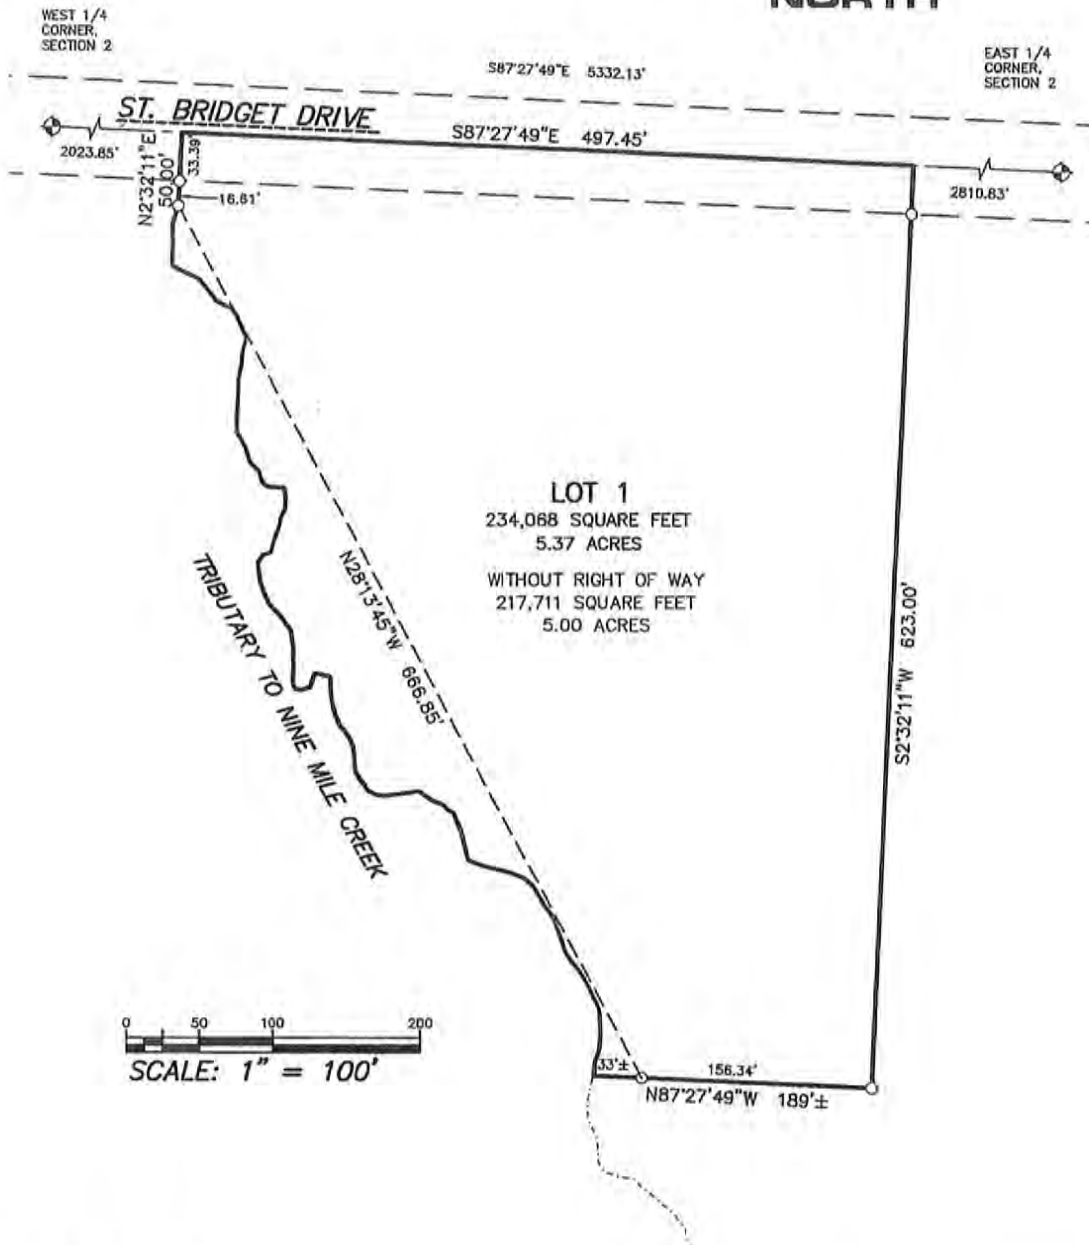 NORTH
WEST 1/4
CORNER,
SECTION 2
S87°27'49"E 5332.13'
EAST 1/4
CORNER,
SECTION 2
ST. BRIDGET DRIVE
S87°27'49"E 497.45'
2023.85'
2810.83'
N2°32'11"E
50.00'
33.39'
16.61'
LOT 1
234,068 SQUARE FEET
5.37 ACRES
WITHOUT RIGHT OF WAY
217,711 SQUARE FEET
5.00 ACRES
N28°13'45"W 666.85'
TRIBUTARY TO NINE MILE CREEK
S2°32'11"W 623.00'
0 50 100 200
SCALE: 1" = 100'
33'±
156.34'
N87°27'49"W 189'±